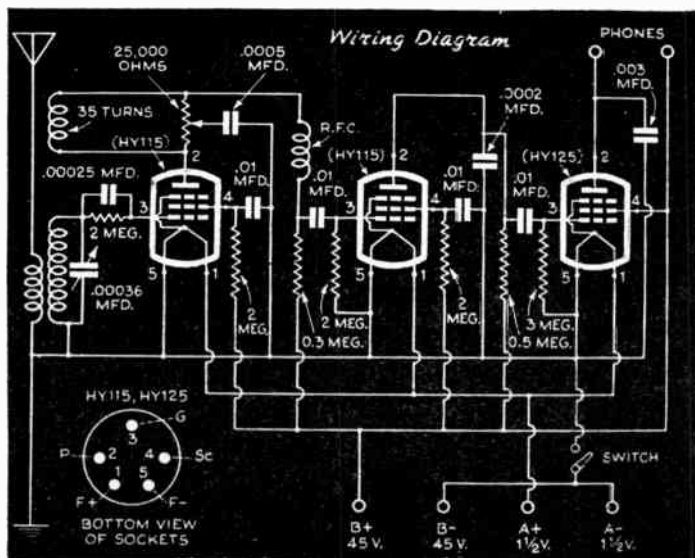 Wiring Diagram
PHONES
25,000
OHMS
.0005
MFD.
.003
MFD.
.0002
MFD.
35 TURNS
(HY115)
2
R.F.C.
(HY115)
2
(HY125)
2
.00025 MFD.
.01
MFD.
.01
MFD.
.01
MFD.
.01
MFD.
3
4
3
4
3
4
2
MEG.
.00036
MFD.
5
1
5
1
5
1
2
MEG.
2
MEG.
0.3 MEG.
2
MEG.
3
MEG.
0.5 MEG.
HY115, HY125
G
3
P
2
4
Sc
1
5
F+
F-
BOTTOM VIEW
OF SOCKETS
SWITCH
B+
45 V.
B-
45 V.
A+
1½ V.
A-
1½ V.